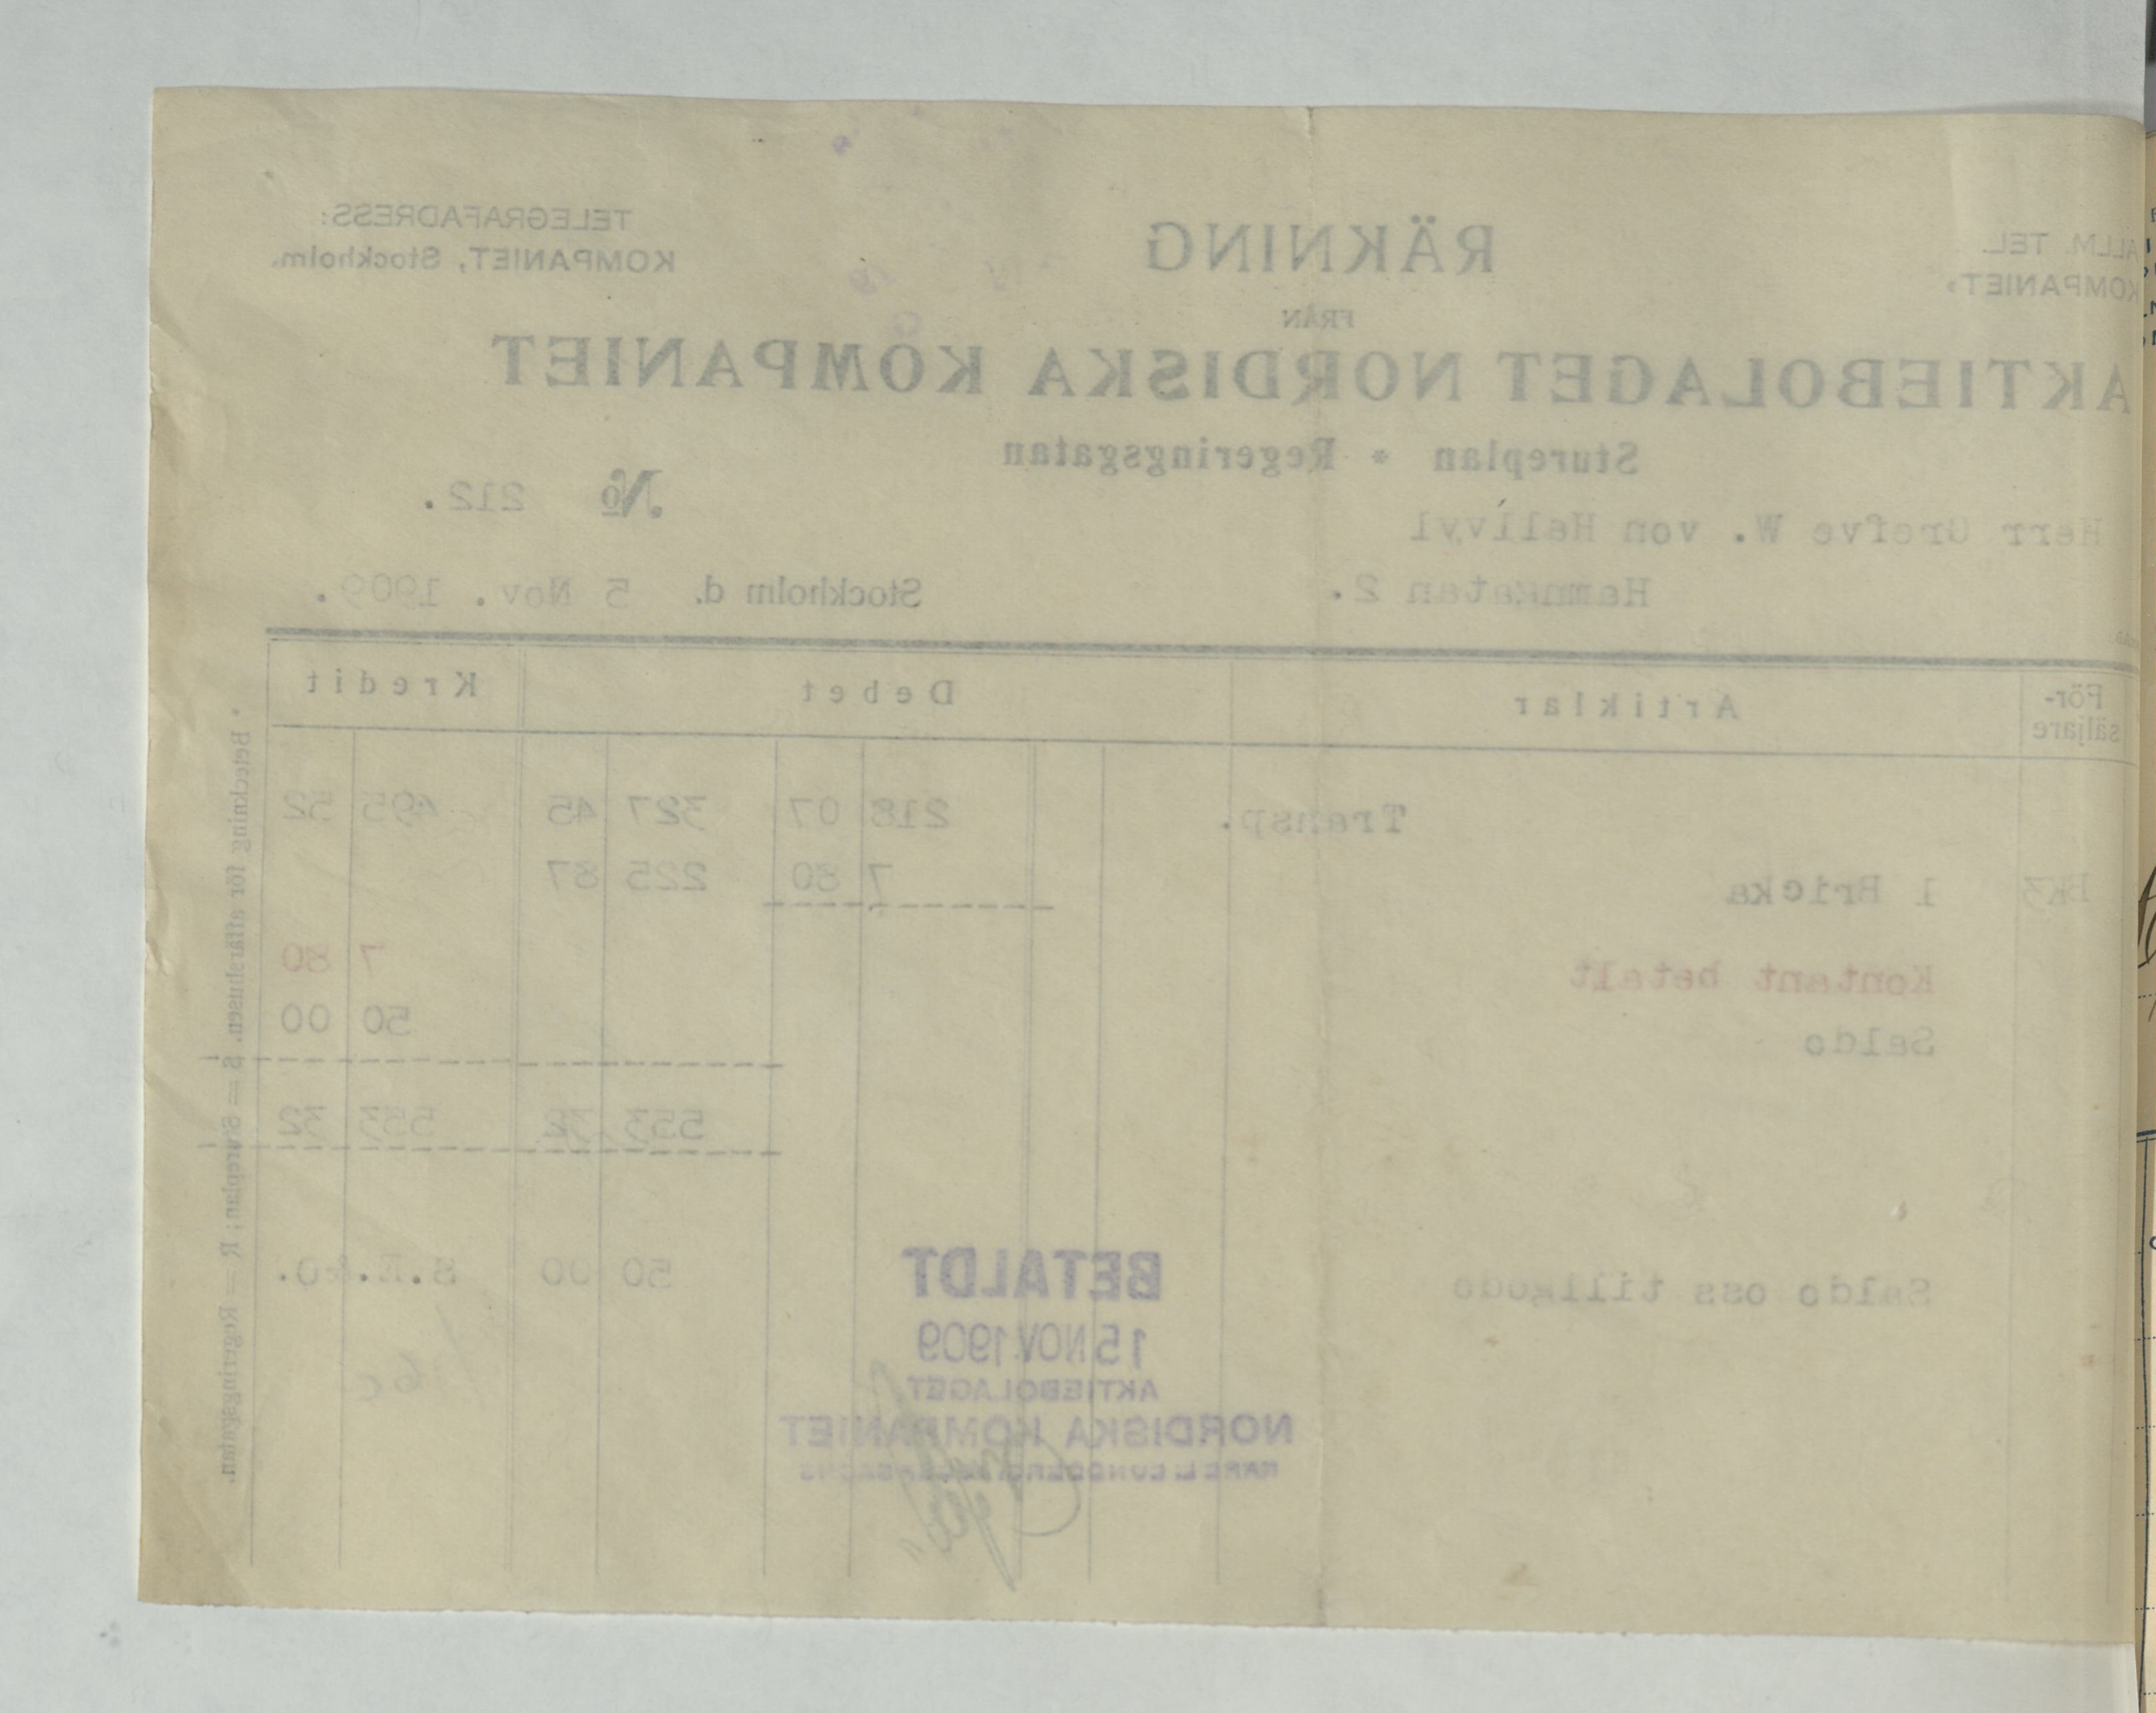 ALLM. TEL.
KOMPANIET.
RÄKNING
TELEGRAFADRESS:
KOMPANIET, Stockholm.
FRÅN
AKTIEBOLAGET NORDISKA KOMPANIET
Stureplan * Regeringsgatan
№ 212.
Herr Grefve W. von Hallvyl
Hamngatan 2.
Stockholm d. 5 Nov. 1909.
För-
säljare
Artiklar Debet Kredit
Transp. 218 07 327 45 495 52
BK3 1 Bricka 7 80 225 87
Kontant betalt 7 80
Saldo 50 00
553 32 553 32
Saldo oss tillgodo 50 00 S.E.&O.
BETALDT
15 NOV. 1909
AKTIEBOLAGET
NORDISKA KOMPANIET
* Beteckning för affärshusen. S = Stureplan; R = Regeringsgatan.